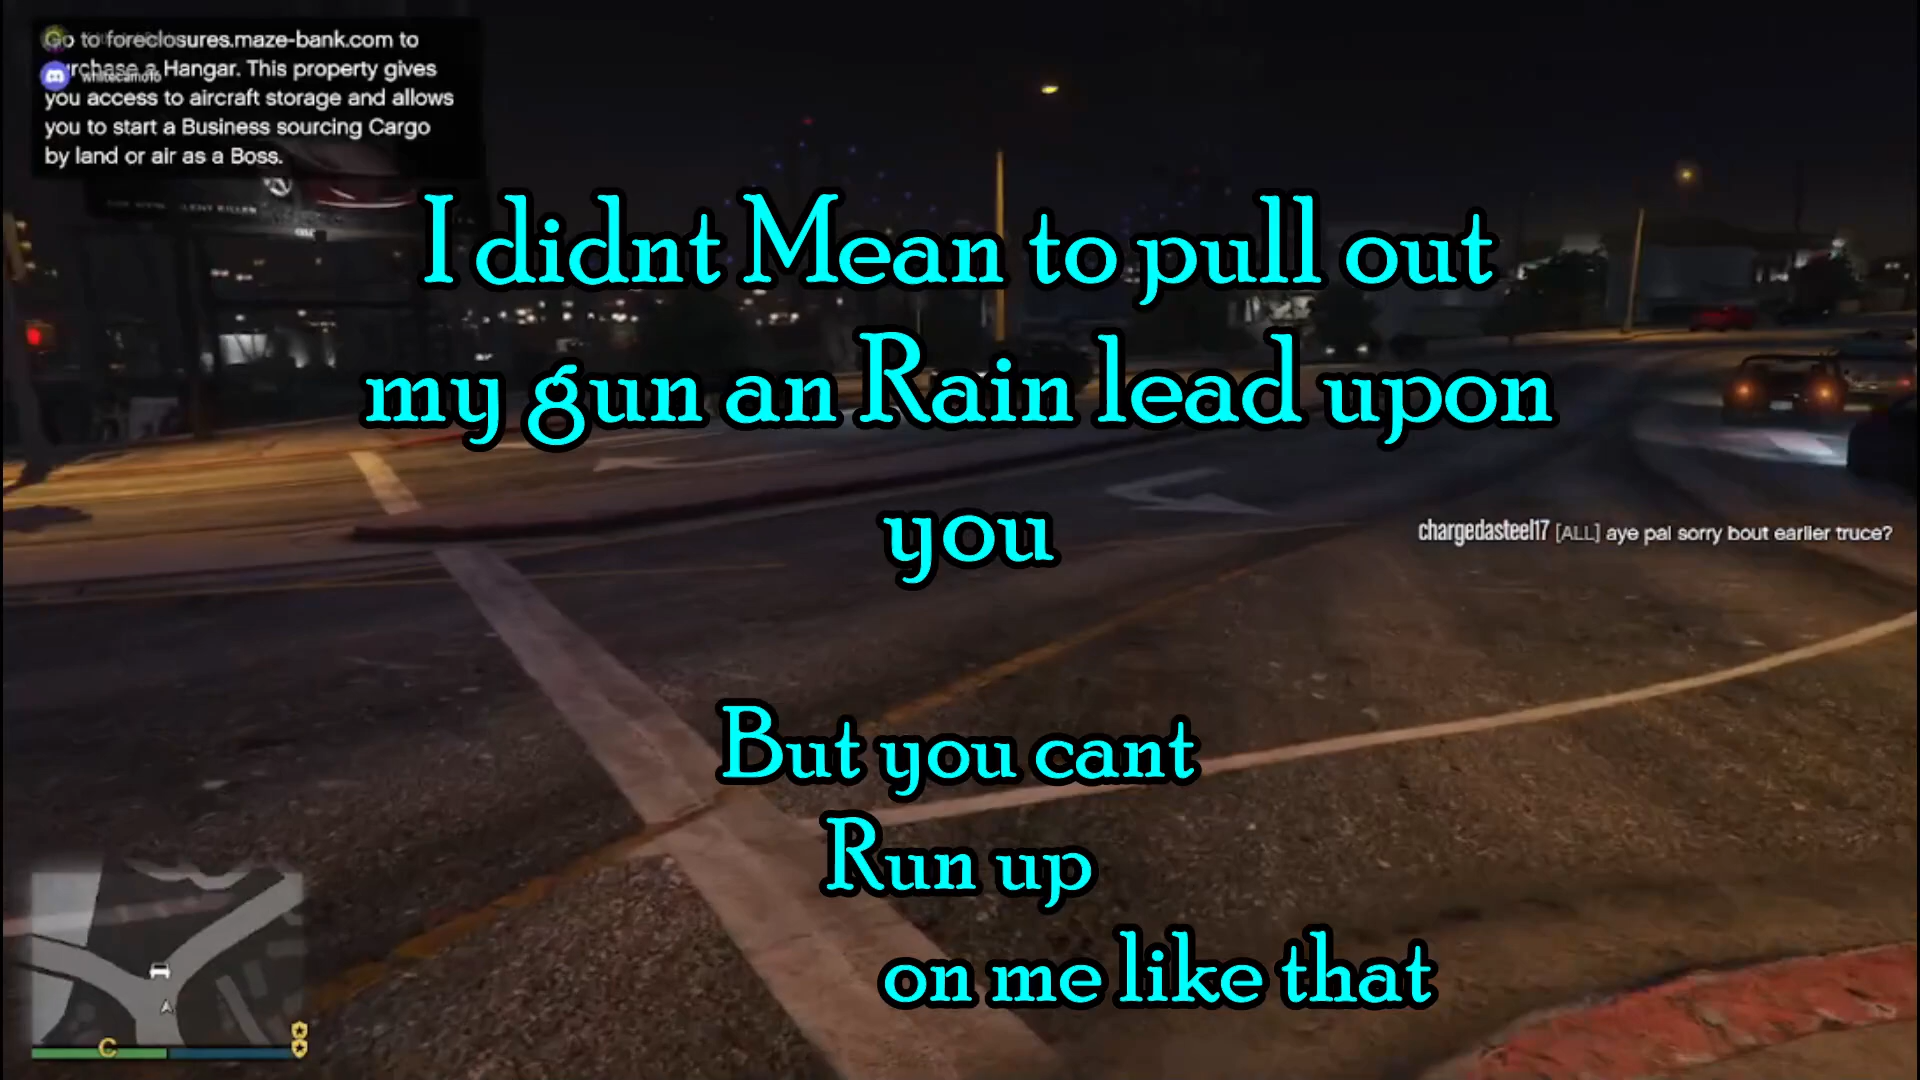 Go to foreclosures.maze-bank.com to
purchase a Hangar. This property gives
you access to aircraft storage and allows
you to start a Business sourcing Cargo
by land or air as a Boss.
whitecamofo
I didnt Mean to pull out
my gun an Rain lead upon
you
chargedasteel17 [ALL] aye pal sorry bout earlier truce?
But you cant
Run up
on me like that
C